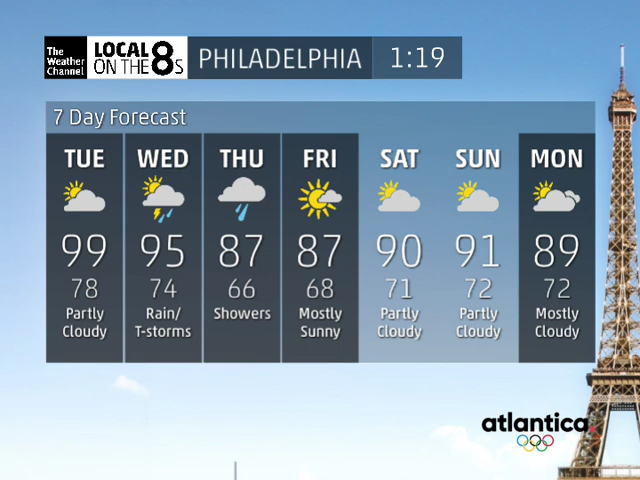 The Weather Channel
LOCAL ON THE 8s
PHILADELPHIA
1:19
7 Day Forecast
TUE WED THU FRI SAT SUN MON
99 95 87 87 90 91 89
78 74 66 68 71 72 72
Partly Cloudy
Rain/ T-storms
Showers
Mostly Sunny
Partly Cloudy
Partly Cloudy
Mostly Cloudy
atlantica